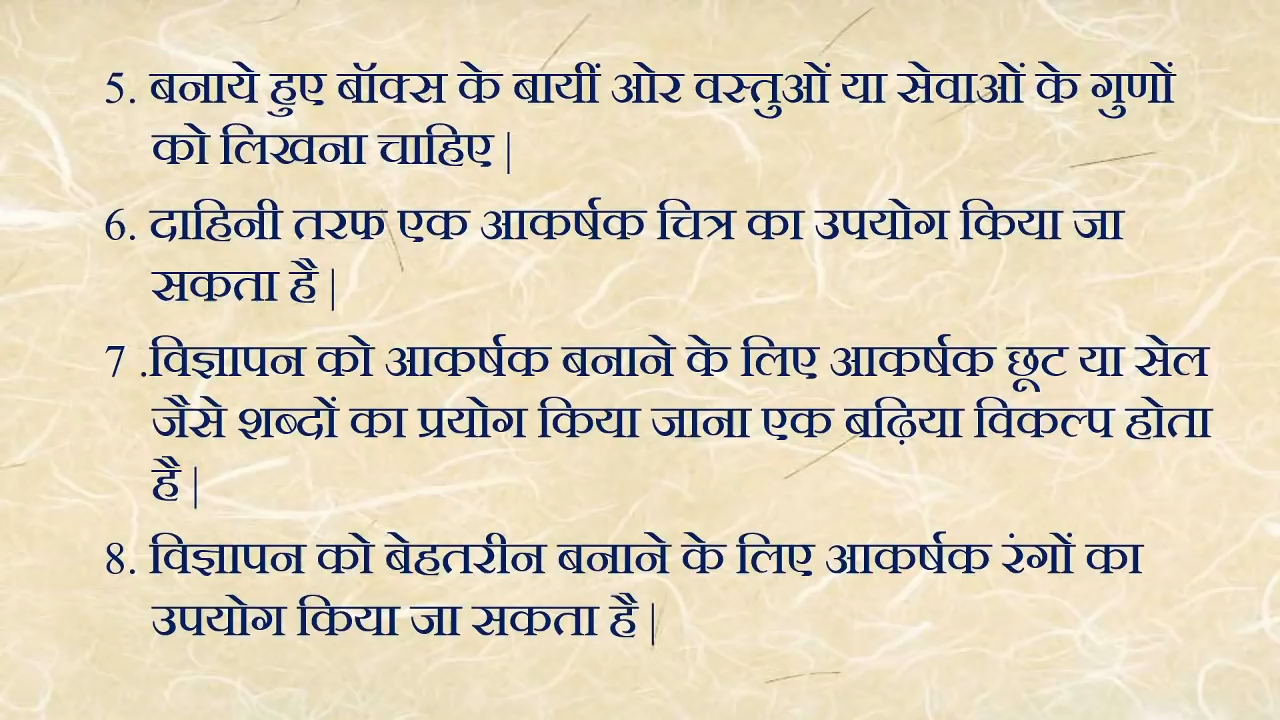 5. बनाये हुए बॉक्स के बायीं ओर वस्तुओं या सेवाओं के गुणों
को लिखना चाहिए |
6. दाहिनी तरफ एक आकर्षक चित्र का उपयोग किया जा
सकता है |
7 .विज्ञापन को आकर्षक बनाने के लिए आकर्षक छूट या सेल
जैसे शब्दों का प्रयोग किया जाना एक बढ़िया विकल्प होता
है |
8. विज्ञापन को बेहतरीन बनाने के लिए आकर्षक रंगों का
उपयोग किया जा सकता है |